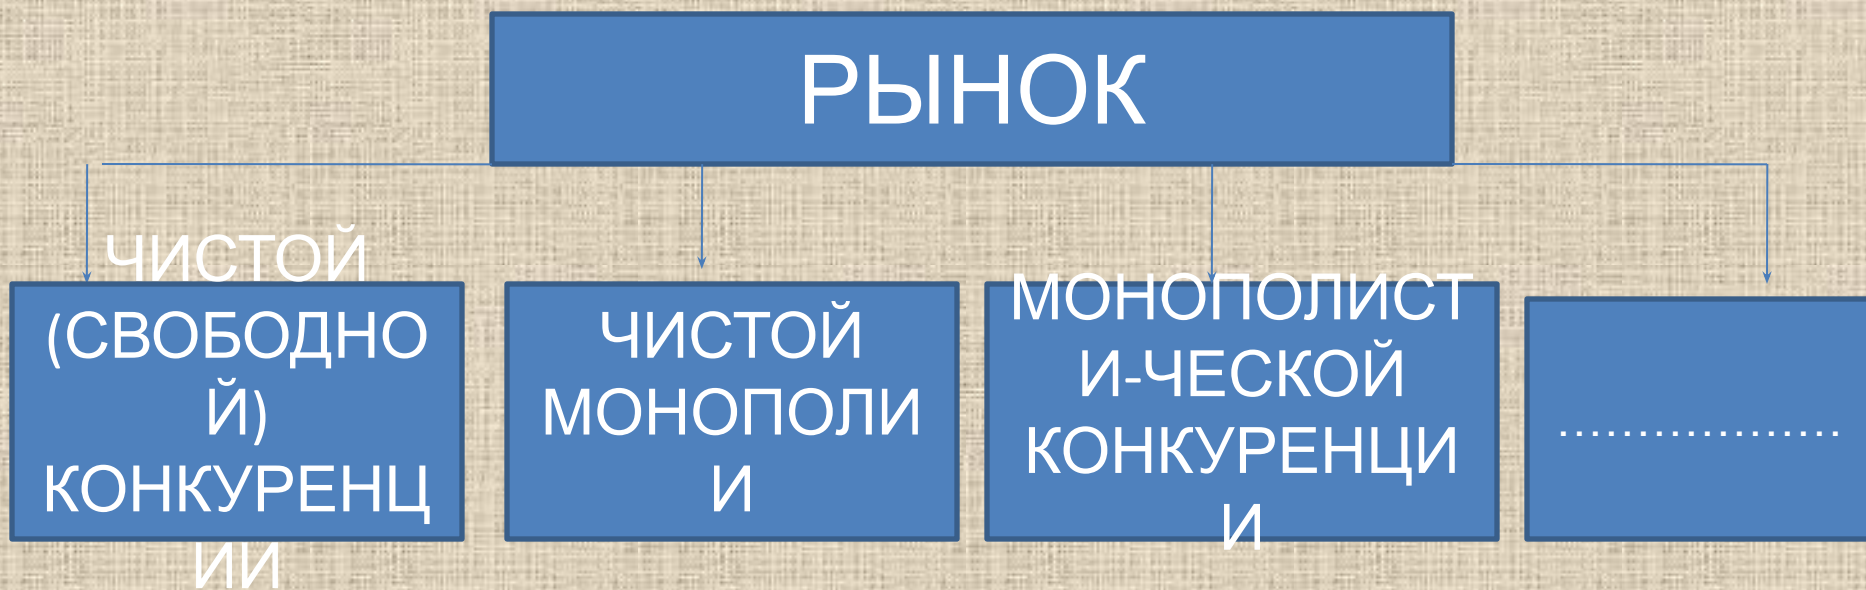 РЫНОК
ЧИСТОЙ
(СВОБОДНО
Й)
КОНКУРЕНЦ
ИИ
ЧИСТОЙ
МОНОПОЛИ
И
МОНОПОЛИСТ
И-ЧЕСКОЙ
КОНКУРЕНЦИ
И
..................